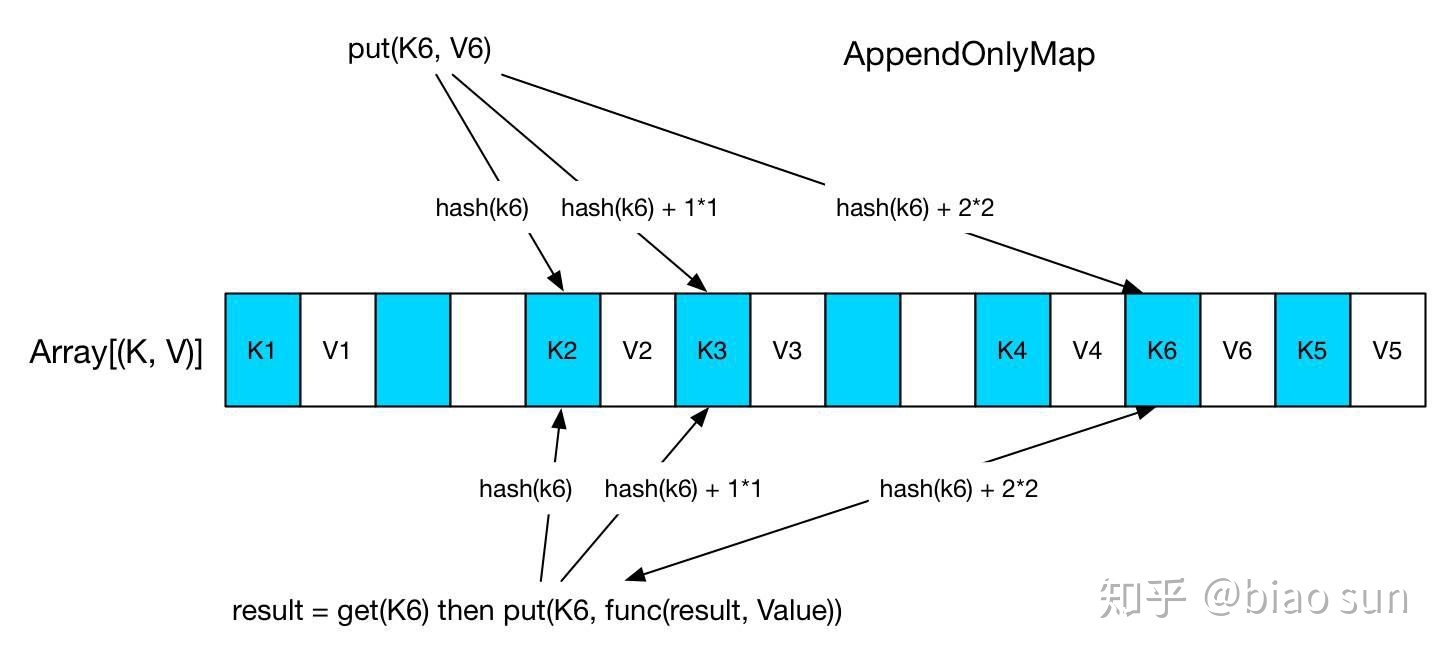 put(K6, V6)
AppendOnlyMap
hash(k6)
hash(k6) + 1*1
hash(k6) + 2*2
Array[(K, V)]
K1
V1
K2
V2
K3
V3
K4
V4
K6
V6
K5
V5
hash(k6)
hash(k6) + 1*1
hash(k6) + 2*2
result = get(K6) then put(K6, func(result, Value))
知乎 @biao sun